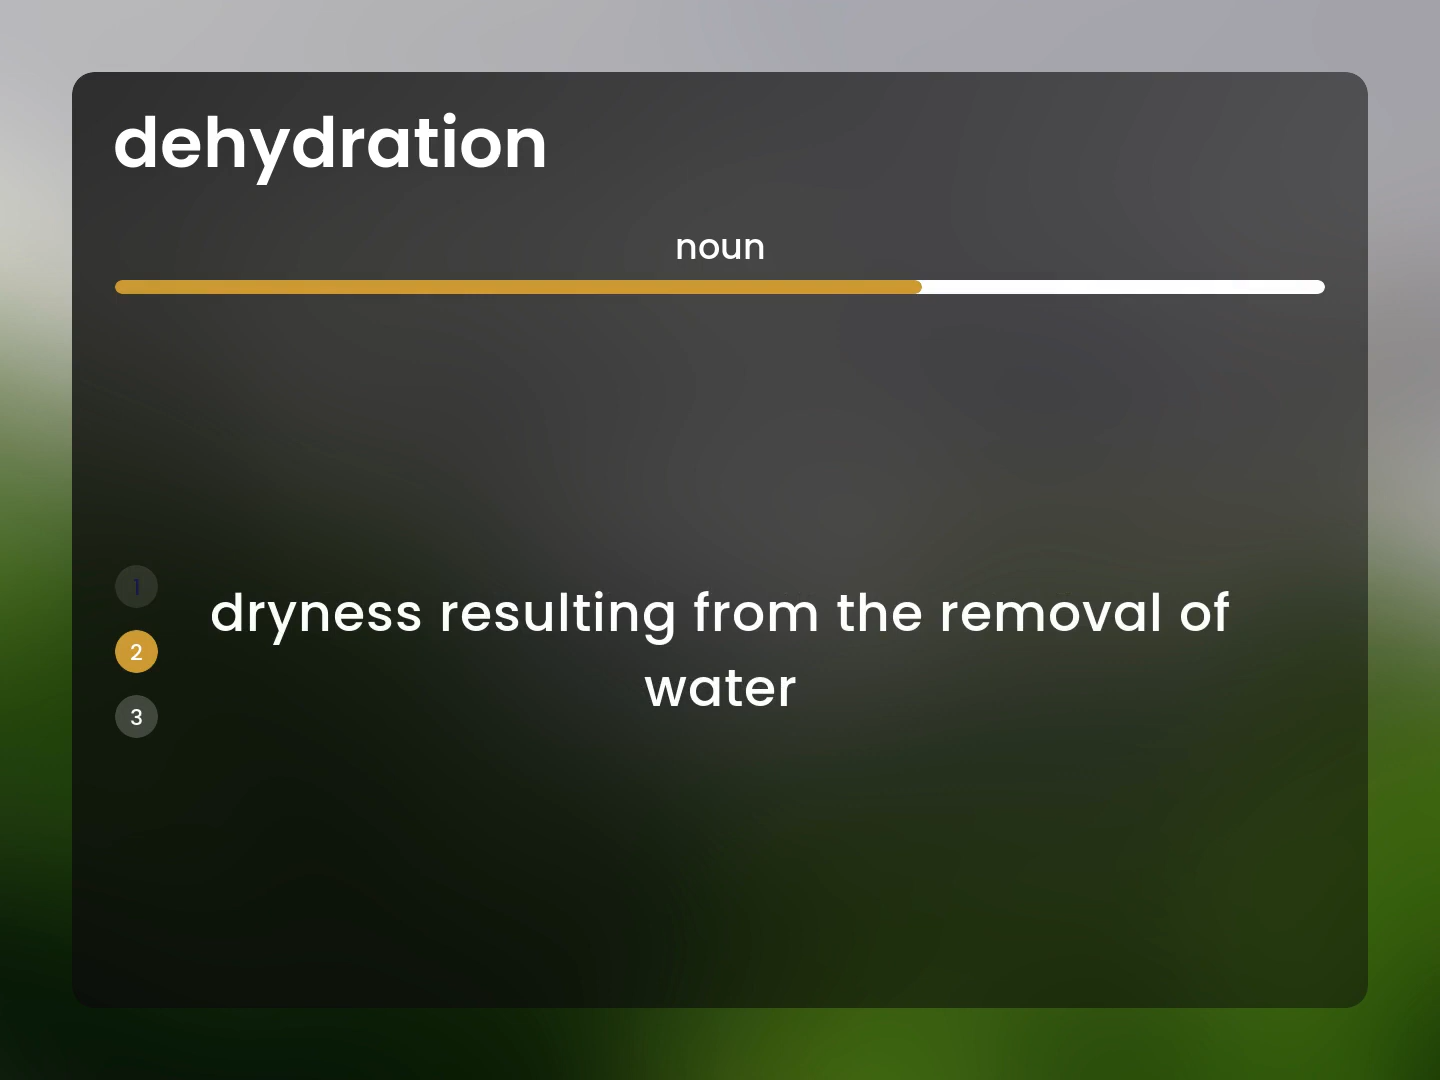 dehydration
noun
1
dryness resulting from the removal of
2
water
3